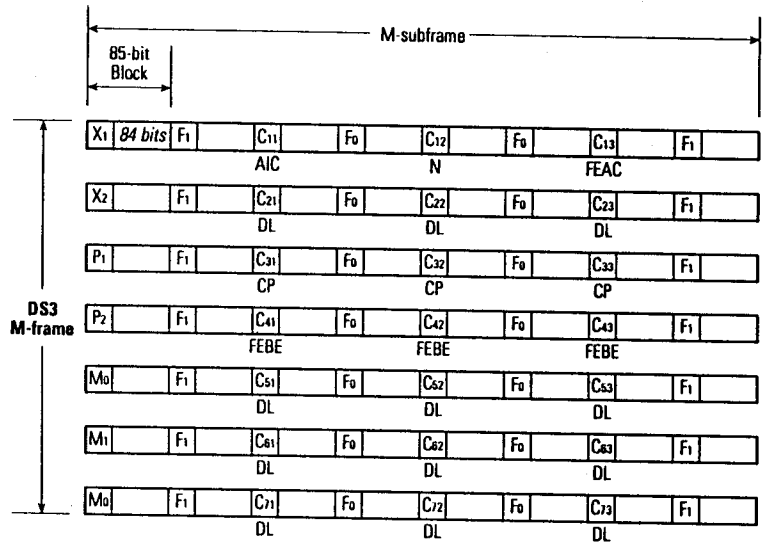 M-subframe
85-bit
Block
X1 84 bits F1 C11 F0 C12 F0 C13 F1
AIC N FEAC
X2 F1 C21 F0 C22 F0 C23 F1
DL DL DL
P1 F1 C31 F0 C32 F0 C33 F1
CP CP CP
DS3
M-frame
P2 F1 C41 F0 C42 F0 C43 F1
FEBE FEBE FEBE
M0 F1 C51 F0 C52 F0 C53 F1
DL DL DL
M1 F1 C61 F0 C62 F0 C63 F1
DL DL DL
M0 F1 C71 F0 C72 F0 C73 F1
DL DL DL